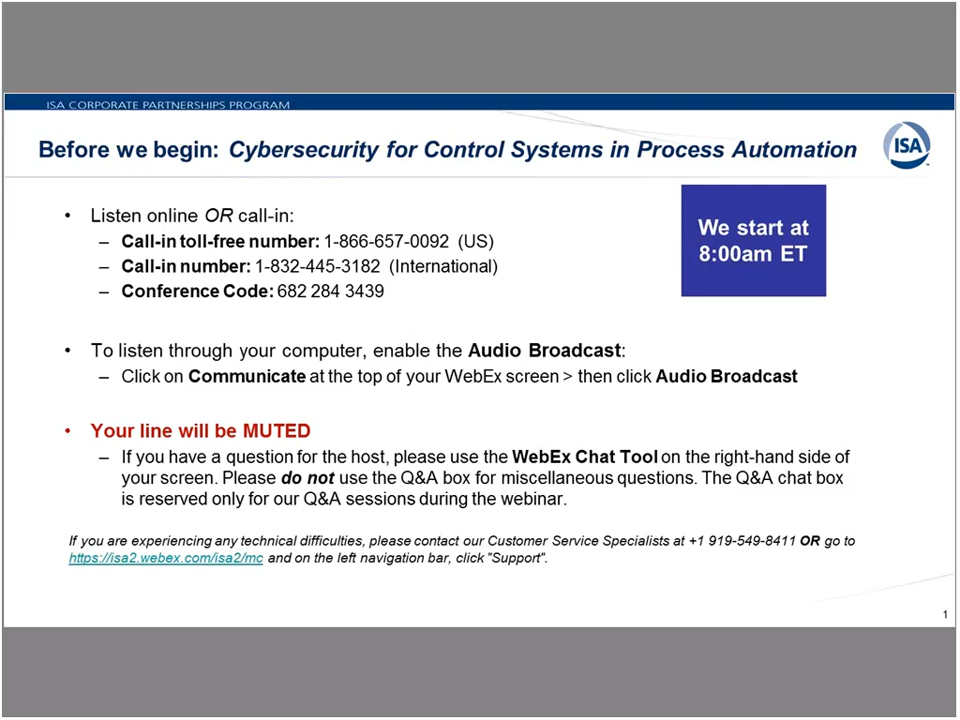 ISA CORPORATE PARTNERSHIPS PROGRAM
Before we begin: Cybersecurity for Control Systems in Process Automation
ISA
• Listen online OR call-in:
– Call-in toll-free number: 1-866-657-0092 (US)
– Call-in number: 1-832-445-3182 (International)
– Conference Code: 682 284 3439
We start at
8:00am ET
• To listen through your computer, enable the Audio Broadcast:
– Click on Communicate at the top of your WebEx screen > then click Audio Broadcast
• Your line will be MUTED
– If you have a question for the host, please use the WebEx Chat Tool on the right-hand side of
your screen. Please do not use the Q&A box for miscellaneous questions. The Q&A chat box
is reserved only for our Q&A sessions during the webinar.
If you are experiencing any technical difficulties, please contact our Customer Service Specialists at +1 919-549-8411 OR go to
https://isa2.webex.com/isa2/mc and on the left navigation bar, click "Support".
1